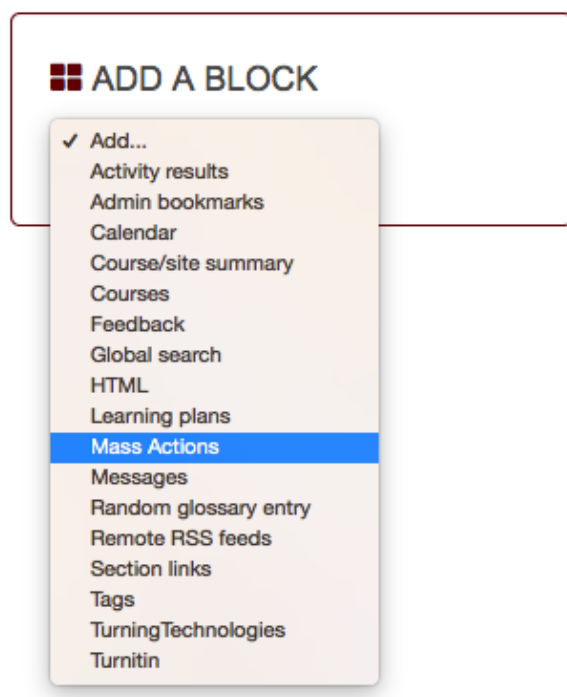 ADD A BLOCK
✓ Add...
Activity results
Admin bookmarks
Calendar
Course/site summary
Courses
Feedback
Global search
HTML
Learning plans
Mass Actions
Messages
Random glossary entry
Remote RSS feeds
Section links
Tags
TurningTechnologies
Turnitin